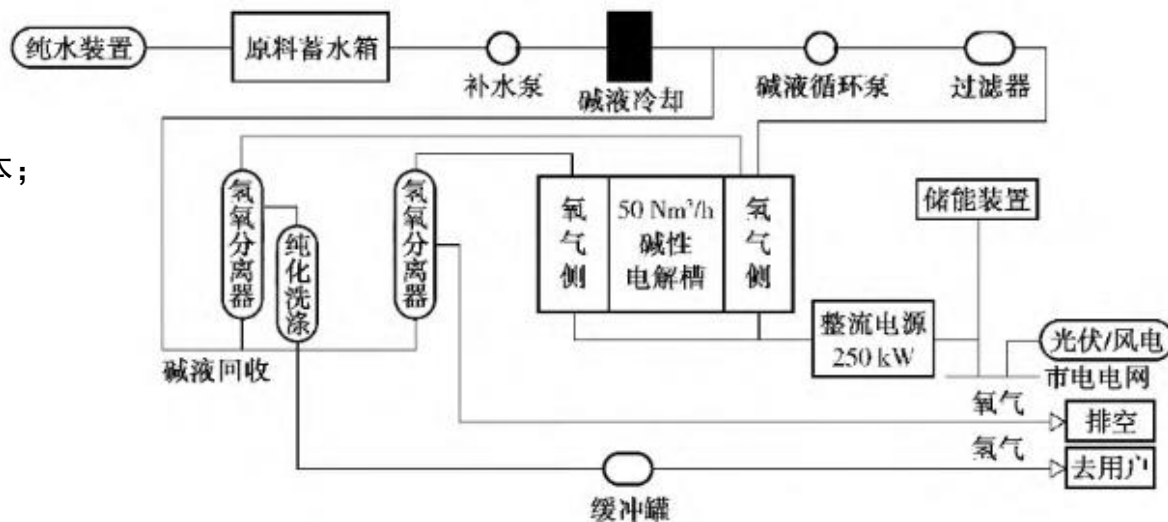 纯水装置
原料蓄水箱
补水泵
碱液冷却
碱液循环泵
过滤器
本；
氢氧分离器
纯化洗涤
氢氧分离器
氧气侧
50 Nm³/h
碱性
电解槽
氢气侧
储能装置
整流电源
250 kW
光伏/风电
市电电网
碱液回收
氧气
排空
氢气
去用户
缓冲罐